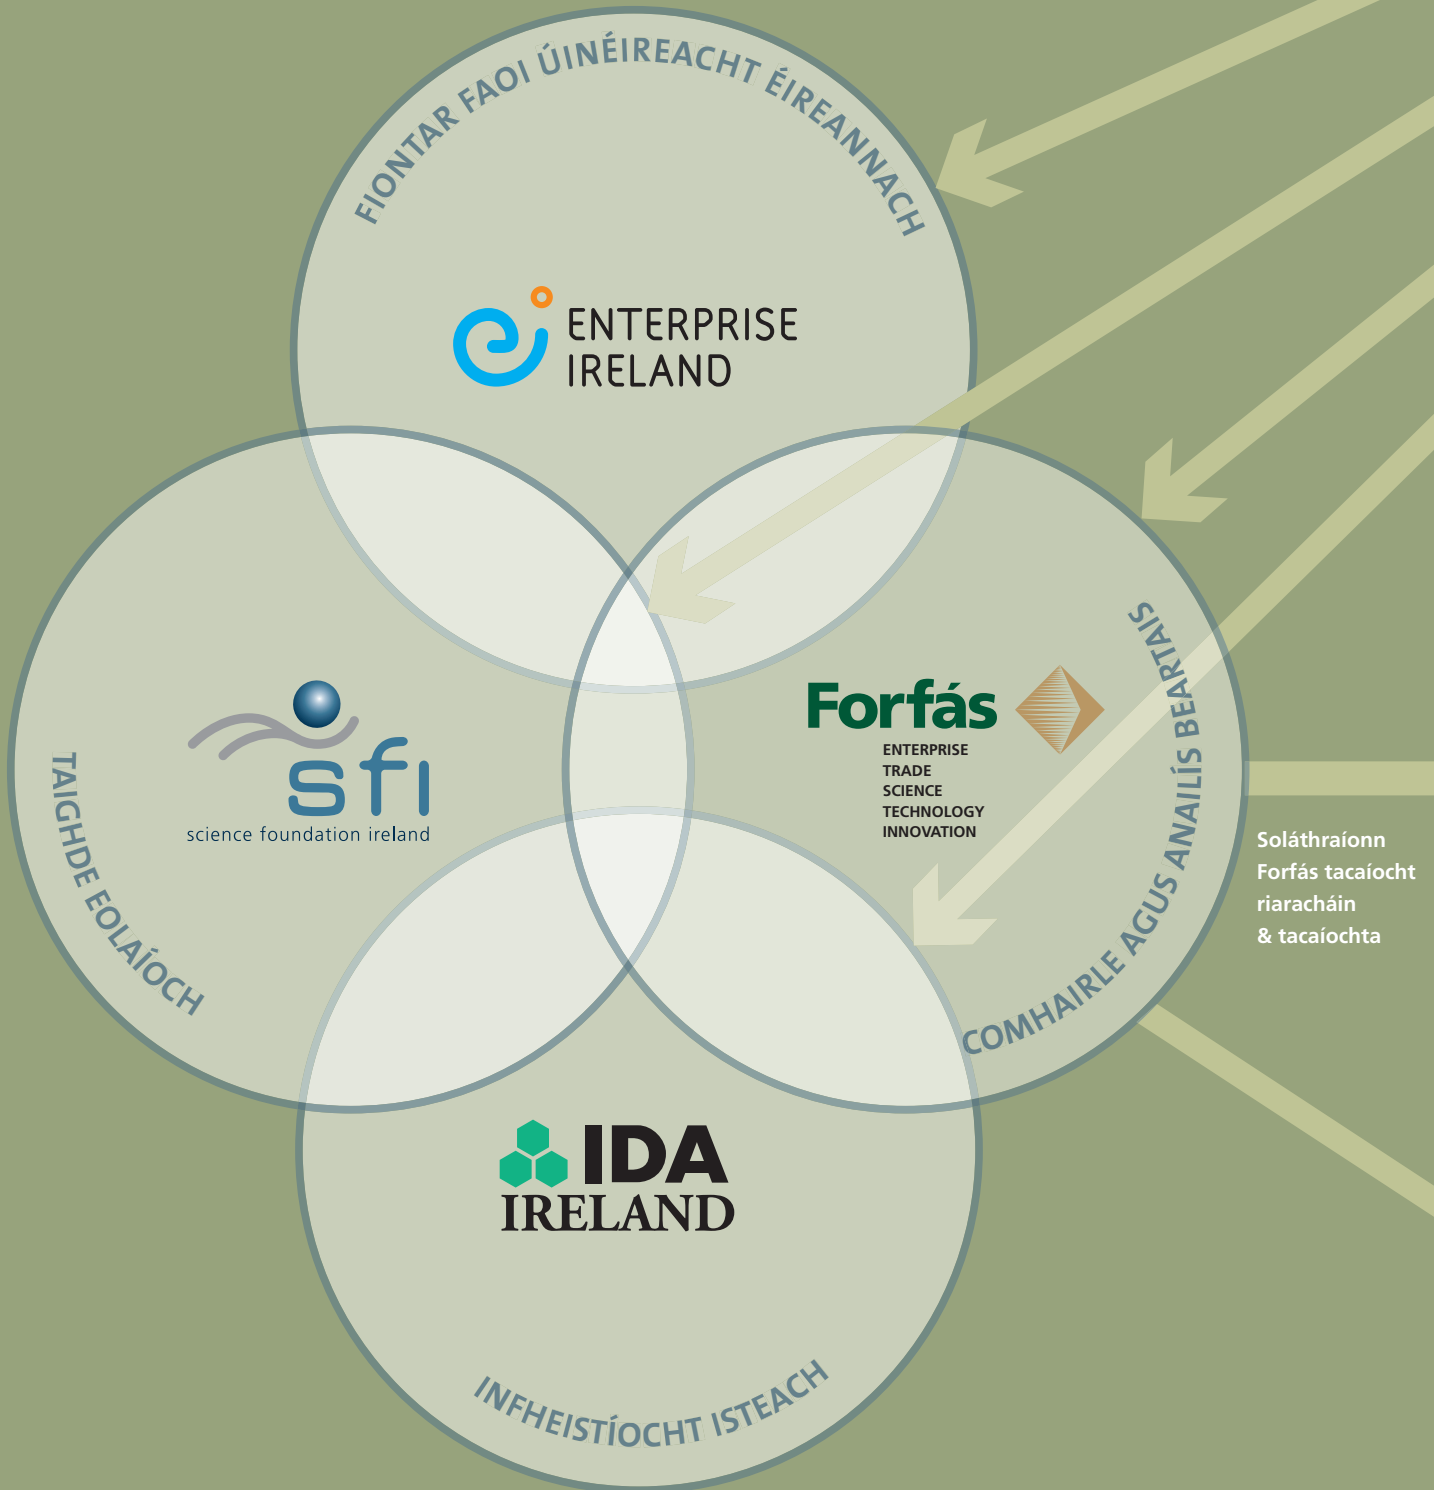 FIONTAR FAOI ÚINÉIREACHT ÉIREANNACH
ENTERPRISE
IRELAND
sfi
science foundation ireland
TAIGHDE EOLAÍOCH
Forfás
ENTERPRISE
TRADE
SCIENCE
TECHNOLOGY
INNOVATION
COMHAIRLE AGUS ANAILÍS BEARTAIS
Soláthraíonn
Forfás tacaíocht
riaracháin
& tacaíochta
IDA
IRELAND
INFHEISTÍOCHT ISTEACH